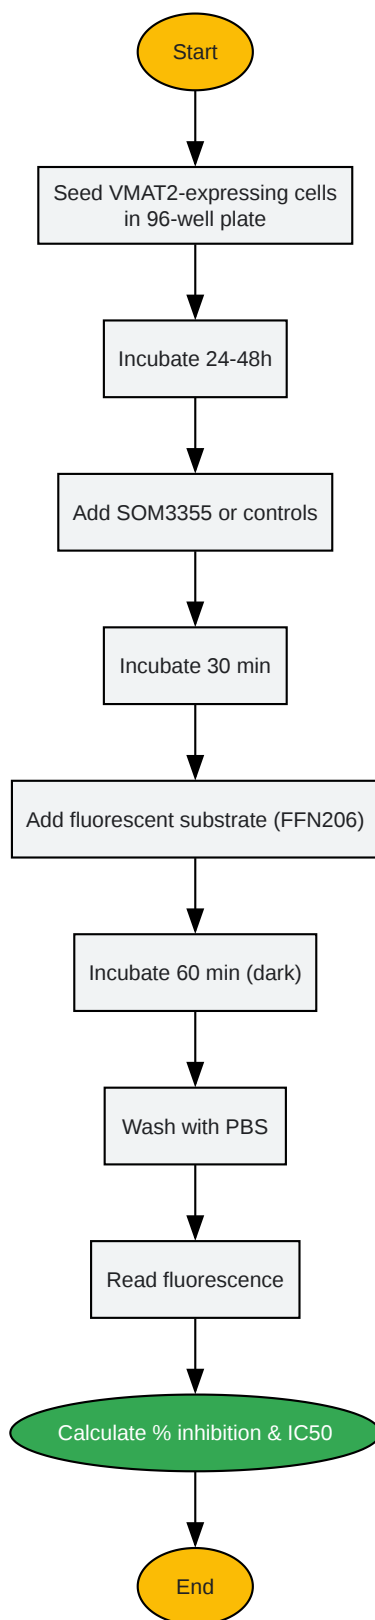 Start
Seed VMAT2-expressing cells
in 96-well plate
Incubate 24-48h
Add SOM3355 or controls
Incubate 30 min
Add fluorescent substrate (FFN206)
Incubate 60 min (dark)
Wash with PBS
Read fluorescence
Calculate % inhibition & IC50
End